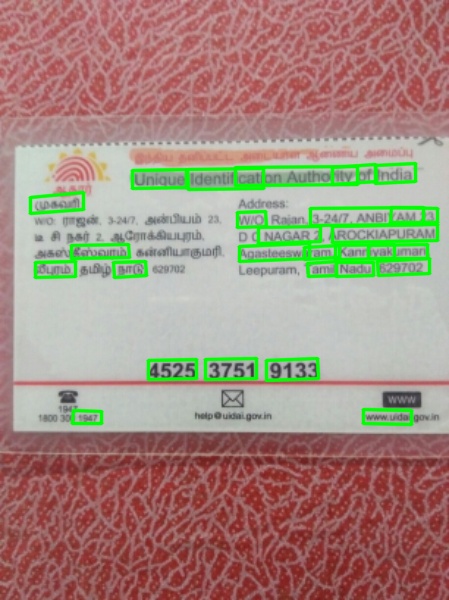 இந்திய தனிப்பட்ட அடையாள ஆணைய அமைப்பு
Unique Identification Authority of India
ஆதார்
முகவரி
W/O: ராஜன், 3-24/7, அன்பியம் 23,
டி சி நகர் 2, ஆரோக்கியபுரம்,
அகஸ்தீஸ்வரம் கன்னியாகுமரி,
லீபுரம் தமிழ் நாடு 629702
Address:
W/O: Rajan, 3-24/7, ANBIYAM 23,
D C NAGAR 2, AROCKIAPURAM,
Agasteeswaram, Kanniyakumari,
Leepuram, Tamil Nadu, 629702
4525 3751 9133
1947
1800 300 1947
help@uidai.gov.in
WWW
www.uidai.gov.in